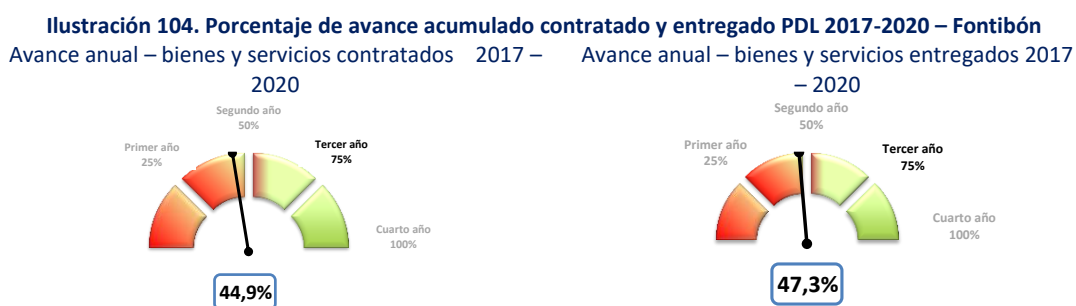 Ilustración 104. Porcentaje de avance acumulado contratado y entregado PDL 2017-2020 – Fontibón
Avance anual – bienes y servicios contratados 2017 –
2020
Segundo año
50%
Primer año
25%
Tercer año
75%
Cuarto año
100%
44,9%
Avance anual – bienes y servicios entregados 2017
– 2020
Segundo año
50%
Primer año
25%
Tercer año
75%
Cuarto año
100%
47,3%